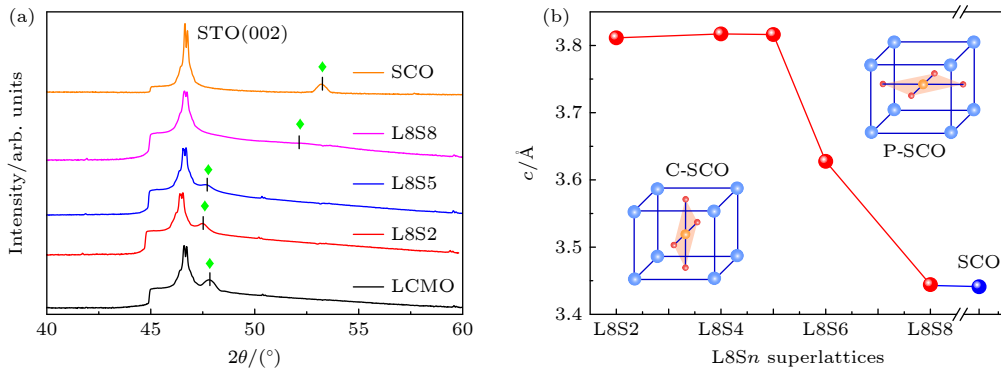 (a)
STO(002)
SCO
L8S8
L8S5
L8S2
LCMO
Intensity/arb. units
40 45 50 55 60
2θ/(°)
(b)
3.8
3.7
3.6
3.5
3.4
c/Å
P-SCO
C-SCO
SCO
L8S2 L8S4 L8S6 L8S8
L8Sn superlattices